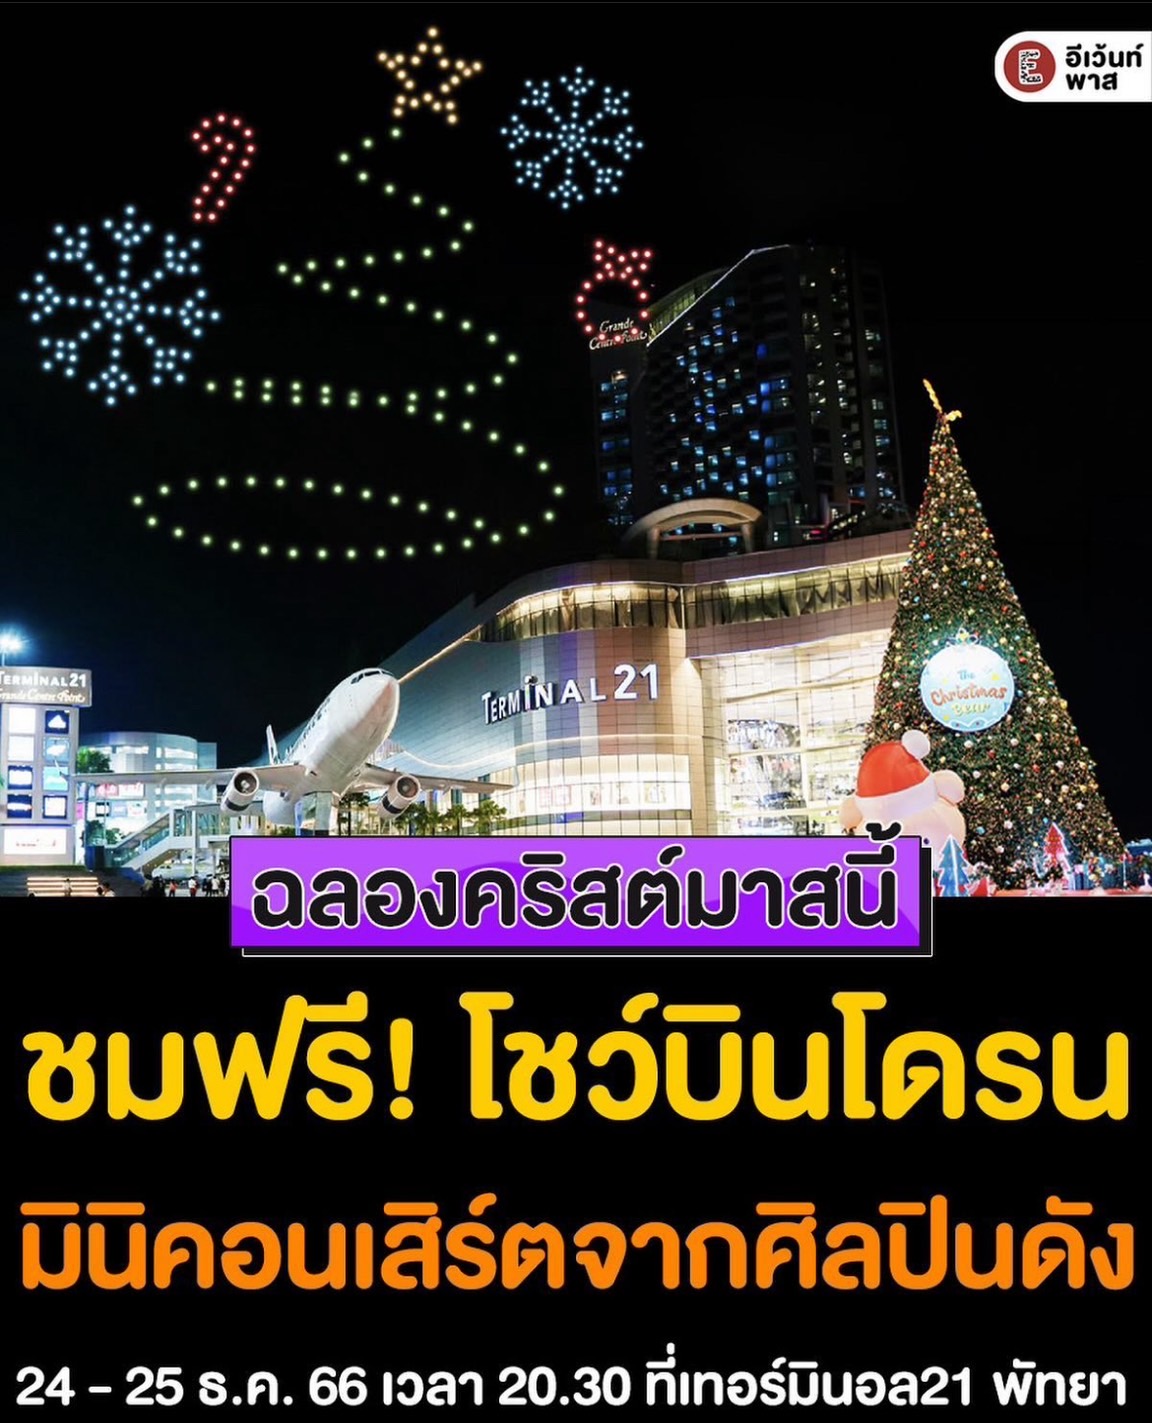 อีเว้นท์
พาส
Grande
Centre Point
TERMINAL 21
TERMINAL 21
Grande Centre Point
The
Christmas
Bear
ฉลองคริสต์มาสนี้
ชมฟรี! โชว์บินโดรน
มินิคอนเสิร์ตจากศิลปินดัง
24 - 25 ธ.ค. 66 เวลา 20.30 ที่เทอร์มินอล21 พัทยา